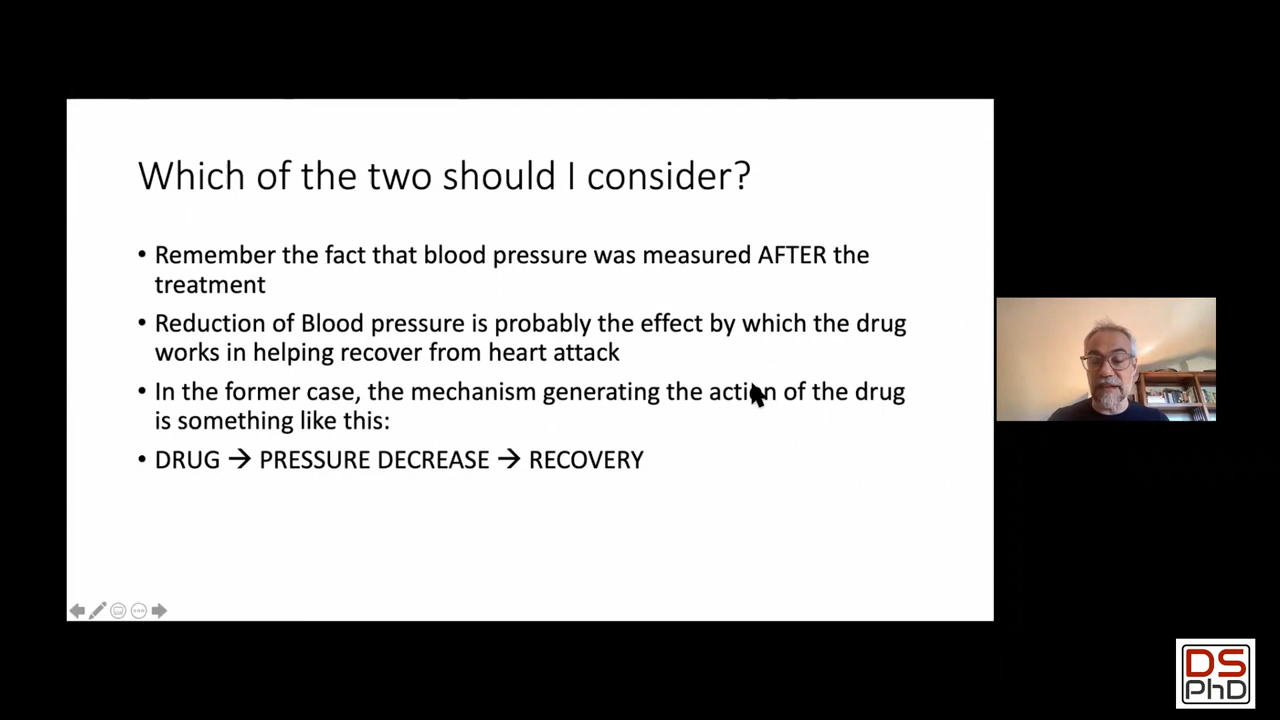 Which of the two should I consider?
• Remember the fact that blood pressure was measured AFTER the
treatment
• Reduction of Blood pressure is probably the effect by which the drug
works in helping recover from heart attack
• In the former case, the mechanism generating the action of the drug
is something like this:
• DRUG → PRESSURE DECREASE → RECOVERY
DS
PhD